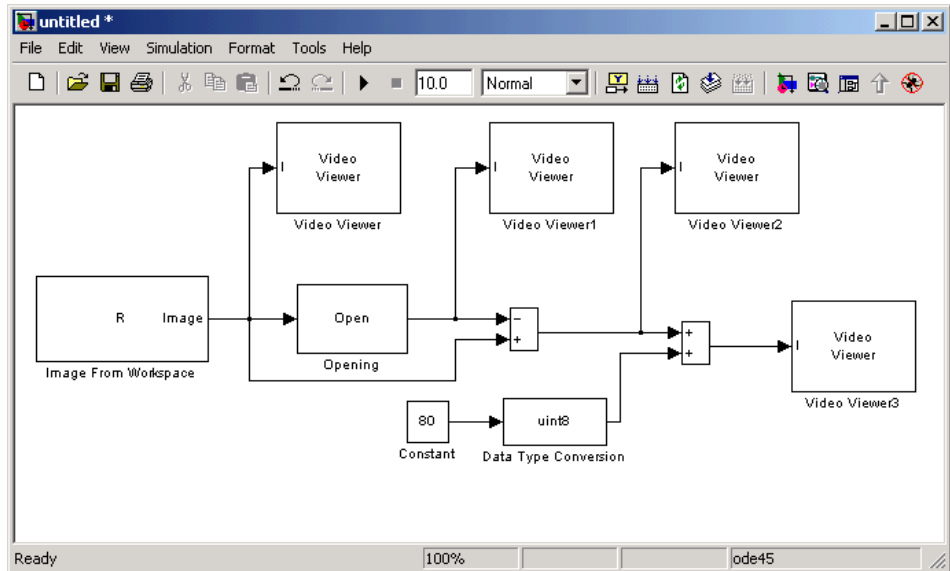 untitled *
File Edit View Simulation Format Tools Help
10.0 Normal
Video
Viewer
I
Video Viewer
Video
Viewer
I
Video Viewer1
Video
Viewer
I
Video Viewer2
R Image
Image From Workspace
Open
Opening
−
+
+
+
I
Video
Viewer
Video Viewer3
80
Constant
uint8
Data Type Conversion
Ready 100% ode45